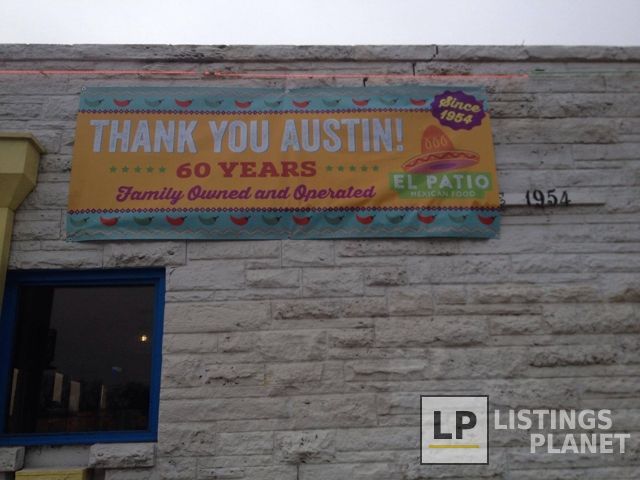 Since
1954
THANK YOU AUSTIN!
60 YEARS
Family Owned and Operated
EL PATIO
MEXICAN FOOD
1954
LP LISTINGS
PLANET